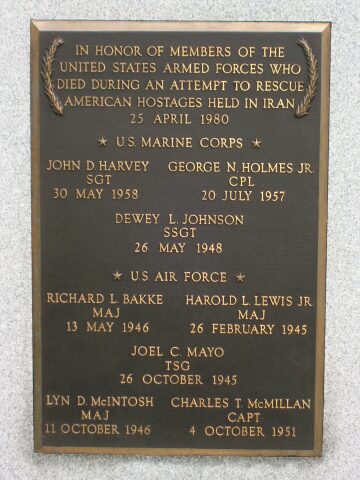 IN HONOR OF MEMBERS OF THE
UNITED STATES ARMED FORCES WHO
DIED DURING AN ATTEMPT TO RESCUE
AMERICAN HOSTAGES HELD IN IRAN
25 APRIL 1980
★ U.S. MARINE CORPS ★
JOHN D. HARVEY GEORGE N. HOLMES JR.
SGT CPL
30 MAY 1958 20 JULY 1957
DEWEY L. JOHNSON
SSGT
26 MAY 1948
★ U.S. AIR FORCE ★
RICHARD L. BAKKE HAROLD L. LEWIS JR.
MAJ MAJ
13 MAY 1946 26 FEBRUARY 1945
JOEL C. MAYO
TSG
26 OCTOBER 1945
LYN D. McINTOSH CHARLES T. McMILLAN
MAJ CAPT
11 OCTOBER 1946 4 OCTOBER 1951